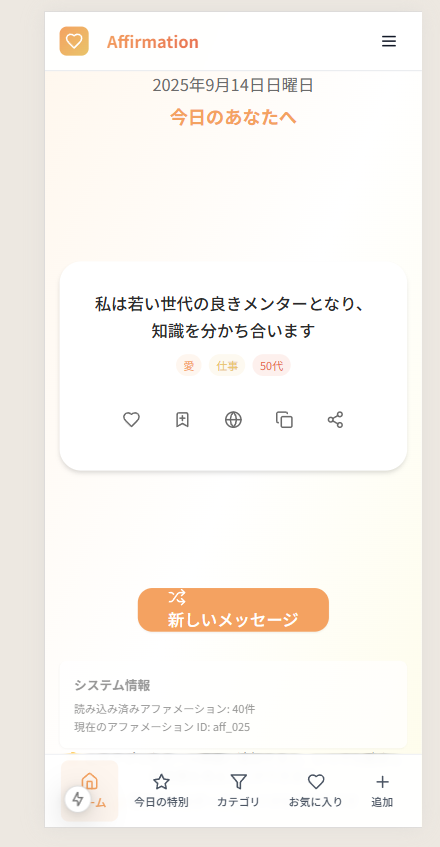 Affirmation
2025年9月14日日曜日
今日のあなたへ
私は若い世代の良きメンターとなり、
知識を分かち合います
愛 仕事 50代
新しいメッセージ
システム情報
読み込み済みアファメーション: 40件
現在のアファメーション ID: aff_025
ーム 今日の特別 カテゴリ お気に入り 追加